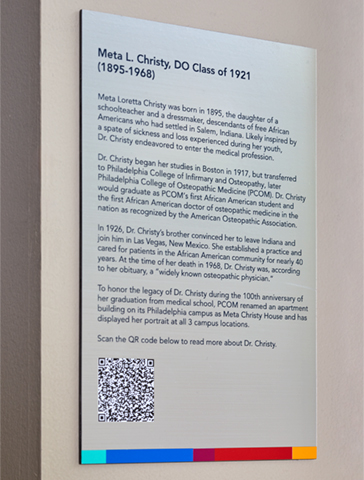 Meta L. Christy, DO Class of 1921
(1895-1968)
Meta Loretta Christy was born in 1895, the daughter of a
schoolteacher and a dressmaker, descendants of free African
Americans who had settled in Salem, Indiana. Likely inspired by
a spate of sickness and loss experienced during her youth,
Dr. Christy endeavored to enter the medical profession.
Dr. Christy began her studies in Boston in 1917, but transferred
to Philadelphia College of Infirmary and Osteopathy, later
Philadelphia College of Osteopathic Medicine (PCOM). Dr. Christy
would graduate as PCOM's first African American student and
the first African American doctor of osteopathic medicine in the
nation as recognized by the American Osteopathic Association.
In 1926, Dr. Christy's brother convinced her to leave Indiana and
join him in Las Vegas, New Mexico. She established a practice and
cared for patients in the African American community for nearly 40
years. At the time of her death in 1968, Dr. Christy was, according
to her obituary, a "widely known osteopathic physician."
To honor the legacy of Dr. Christy during the 100th anniversary of
her graduation from medical school, PCOM renamed an apartment
building on its Philadelphia campus as Meta Christy House and has
displayed her portrait at all 3 campus locations.
Scan the QR code below to read more about Dr. Christy.